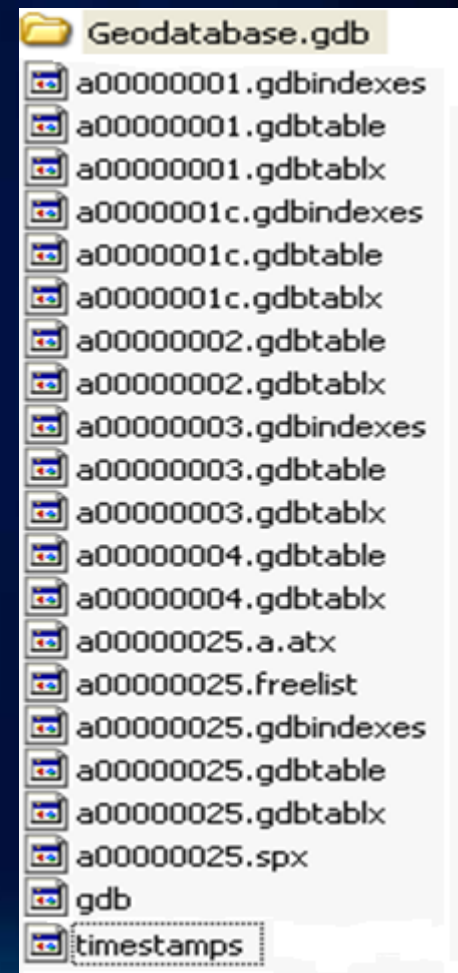 Geodatabase.gdb
a00000001.gdbindexes
a00000001.gdbtable
a00000001.gdbtablx
a0000001c.gdbindexes
a0000001c.gdbtable
a0000001c.gdbtablx
a00000002.gdbtable
a00000002.gdbtablx
a00000003.gdbindexes
a00000003.gdbtable
a00000003.gdbtablx
a00000004.gdbtable
a00000004.gdbtablx
a00000025.a.atx
a00000025.freelist
a00000025.gdbindexes
a00000025.gdbtable
a00000025.gdbtablx
a00000025.spx
gdb
timestamps